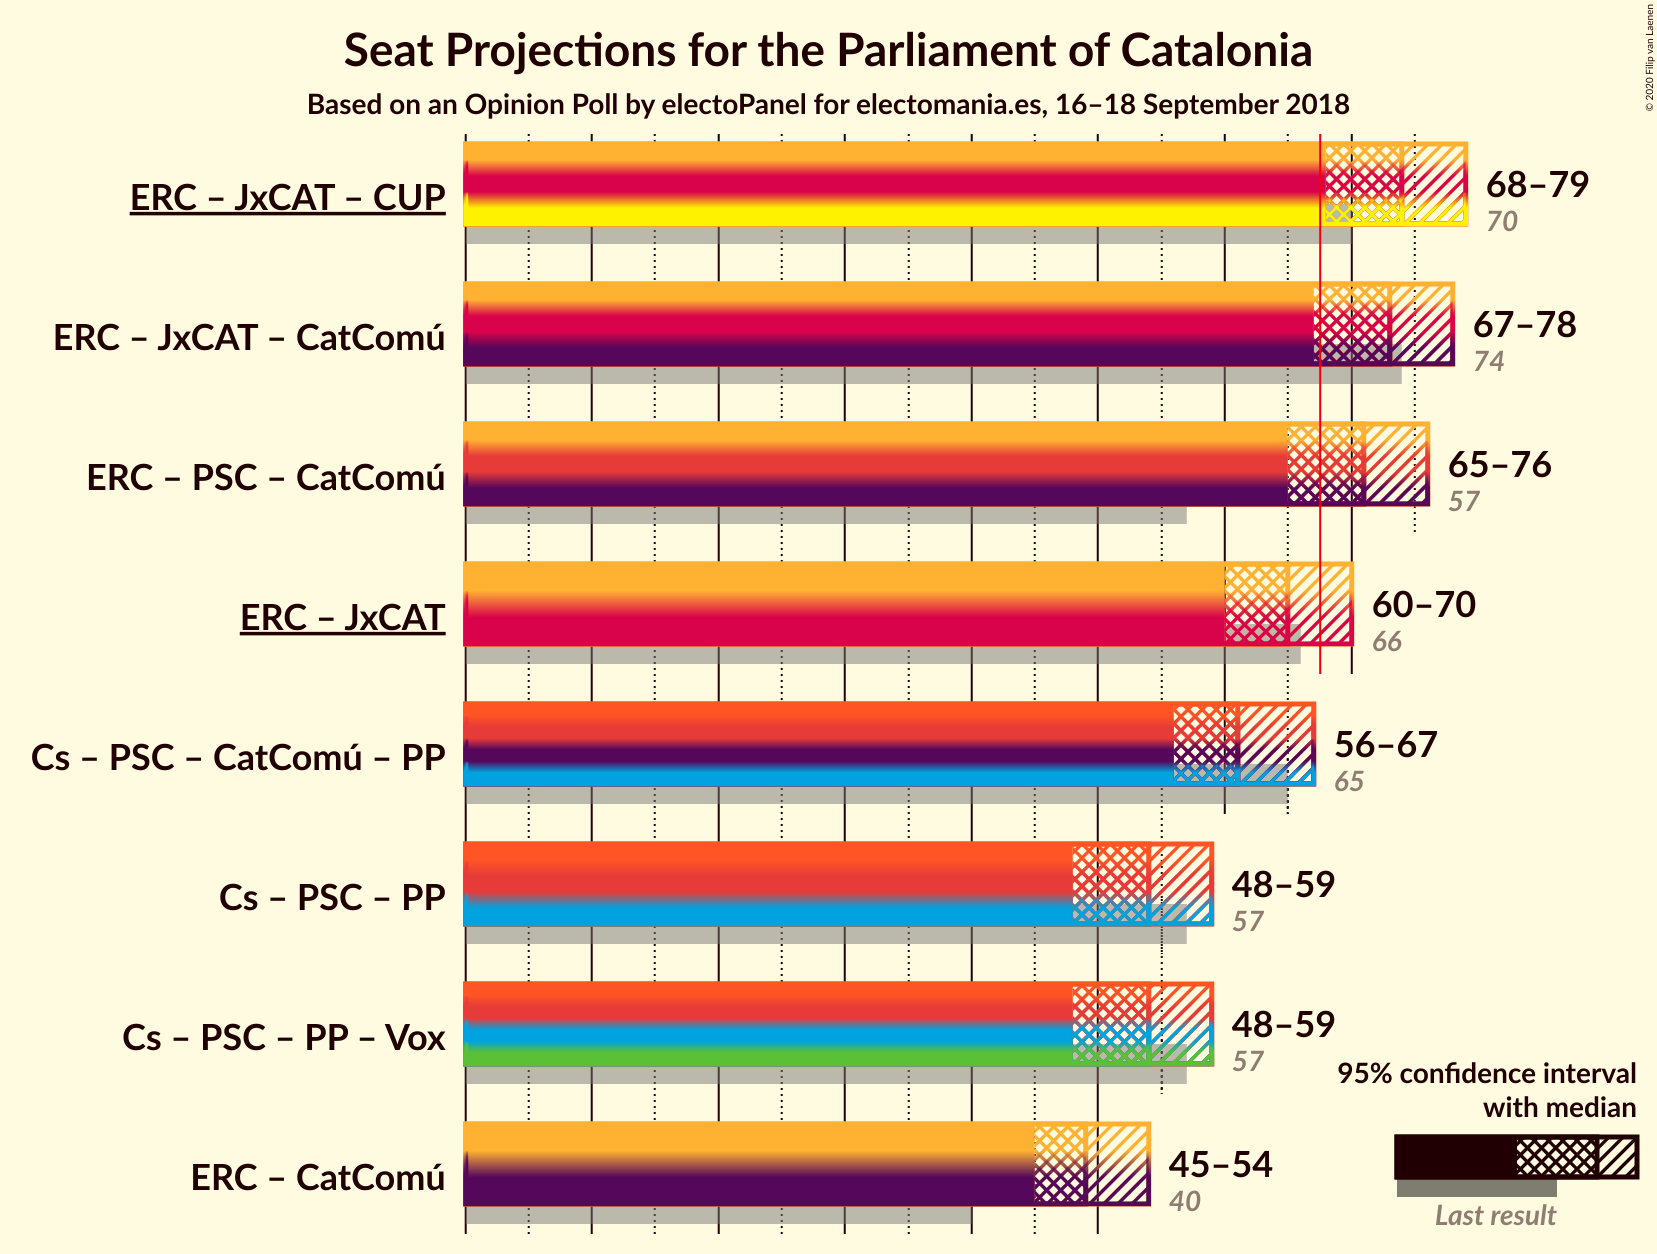 Seat Projections for the Parliament of Catalonia
Based on an Opinion Poll by electoPanel for electomania.es, 16–18 September 2018
© 2020 Filip van Laenen
ERC – JxCAT – CUP
68–79
70
ERC – JxCAT – CatComú
67–78
74
ERC – PSC – CatComú
65–76
57
ERC – JxCAT
60–70
66
Cs – PSC – CatComú – PP
56–67
65
Cs – PSC – PP
48–59
57
Cs – PSC – PP – Vox
48–59
57
ERC – CatComú
45–54
40
95% confidence interval
with median
Last result